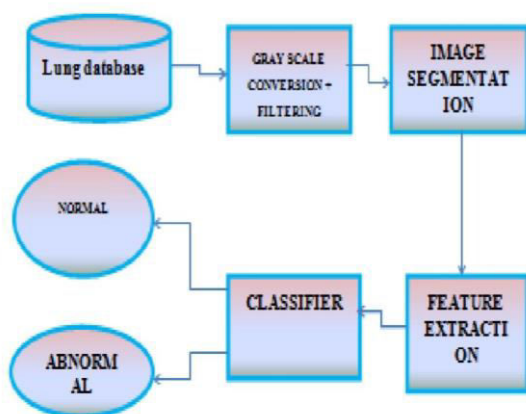 Lung database
GRAY SCALE
CONVERSION +
FILTERING
IMAGE
SEGMENTAT
ION
NORMAL
CLASSIFIER
FEATURE
EXTRACTI
ON
ABNORM
AL